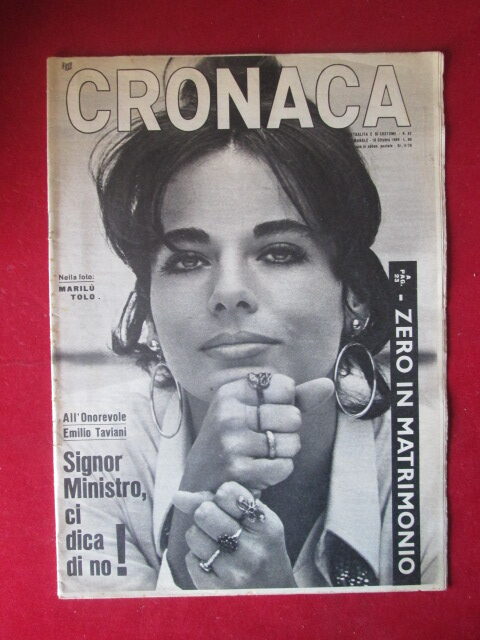 CRONACA
Nella foto:
MARILÙ
TOLO.
A PAG. 23 - ZERO IN MATRIMONIO
All'Onorevole
Emilio Taviani
Signor
Ministro,
ci
dica
di no!